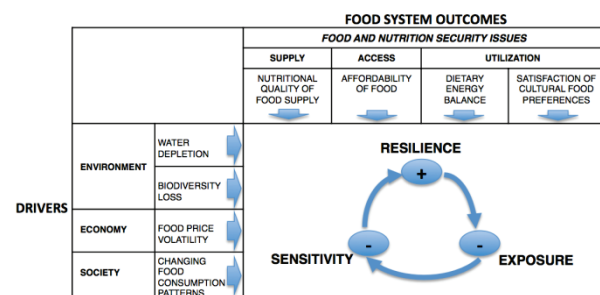 FOOD SYSTEM OUTCOMES
FOOD AND NUTRITION SECURITY ISSUES
SUPPLY
ACCESS
UTILIZATION
NUTRITIONAL
QUALITY OF
FOOD SUPPLY
AFFORDABILITY
OF FOOD
DIETARY
ENERGY
BALANCE
SATISFACTION OF
CULTURAL FOOD
PREFERENCES
DRIVERS
ENVIRONMENT
WATER
DEPLETION
BIODIVERSITY
LOSS
ECONOMY
FOOD PRICE
VOLATILITY
SOCIETY
CHANGING
FOOD
CONSUMPTION
PATTERNS
RESILIENCE
+
SENSITIVITY
-
-
EXPOSURE